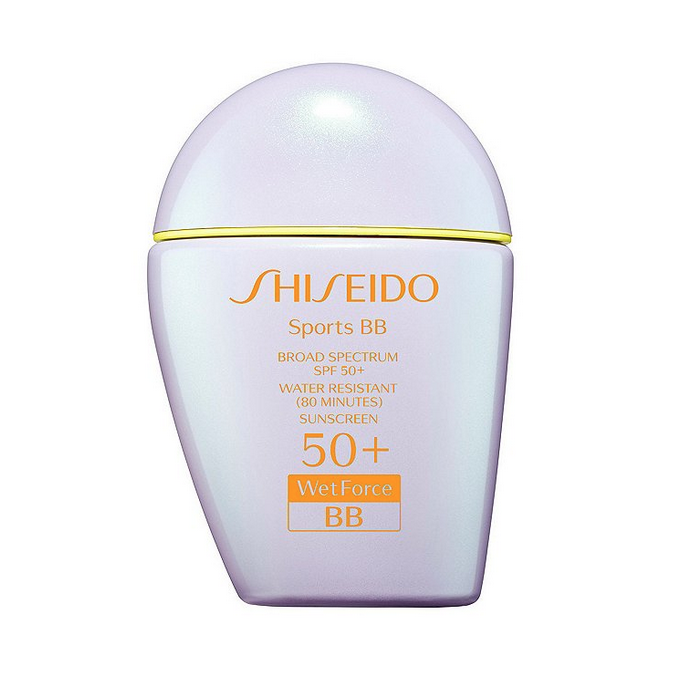 SHISEIDO
Sports BB
BROAD SPECTRUM
SPF 50+
WATER RESISTANT
(80 MINUTES)
SUNSCREEN
50+
WetForce
BB